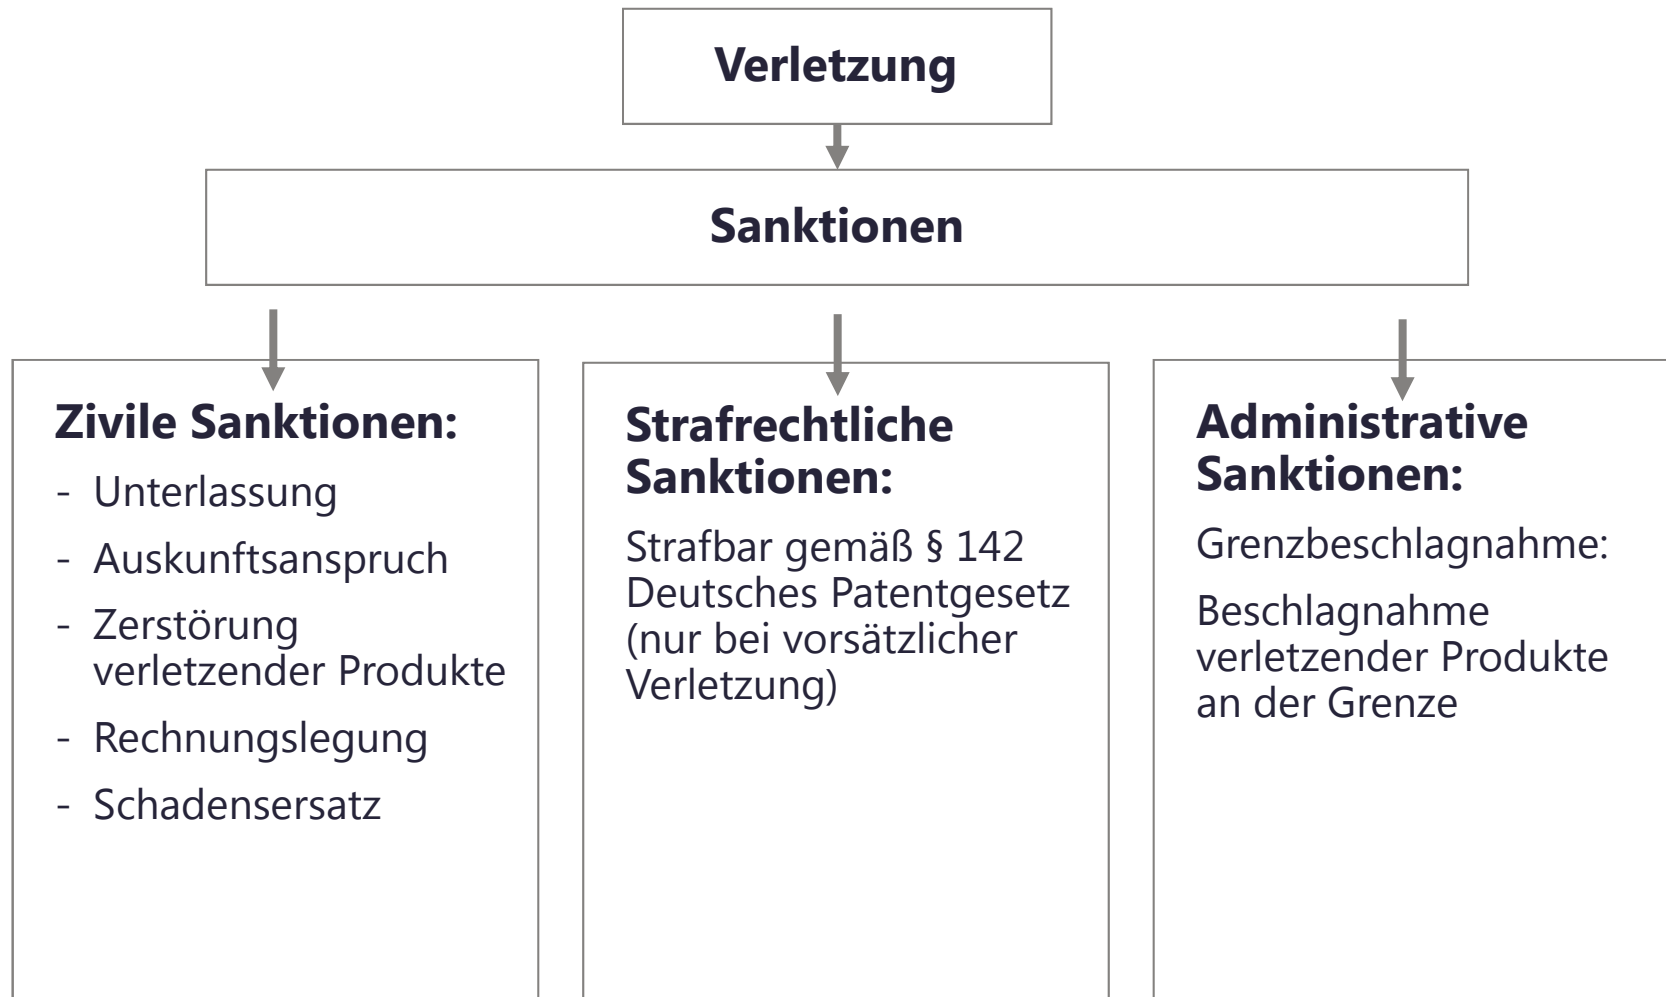 Verletzung
Sanktionen
Zivile Sanktionen:
- Unterlassung
- Auskunftsanspruch
- Zerstörung
verletzender Produkte
- Rechnungslegung
- Schadensersatz
Strafrechtliche
Sanktionen:
Strafbar gemäß § 142
Deutsches Patentgesetz
(nur bei vorsätzlicher
Verletzung)
Administrative
Sanktionen:
Grenzbeschlagnahme:
Beschlagnahme
verletzender Produkte
an der Grenze